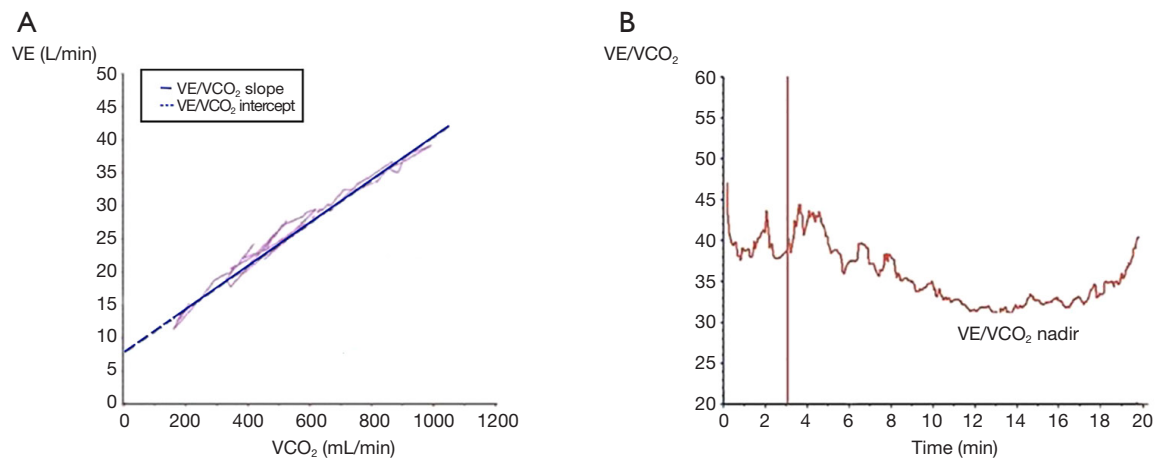 A
VE (L/min)
50
45
40
35
30
25
20
15
10
5
0
VE/VCO₂ slope
VE/VCO₂ intercept
0 200 400 600 800 1000 1200
VCO₂ (mL/min)
B
VE/VCO₂
60
55
50
45
40
35
30
25
20
VE/VCO₂ nadir
0 2 4 6 8 10 12 14 16 18 20
Time (min)